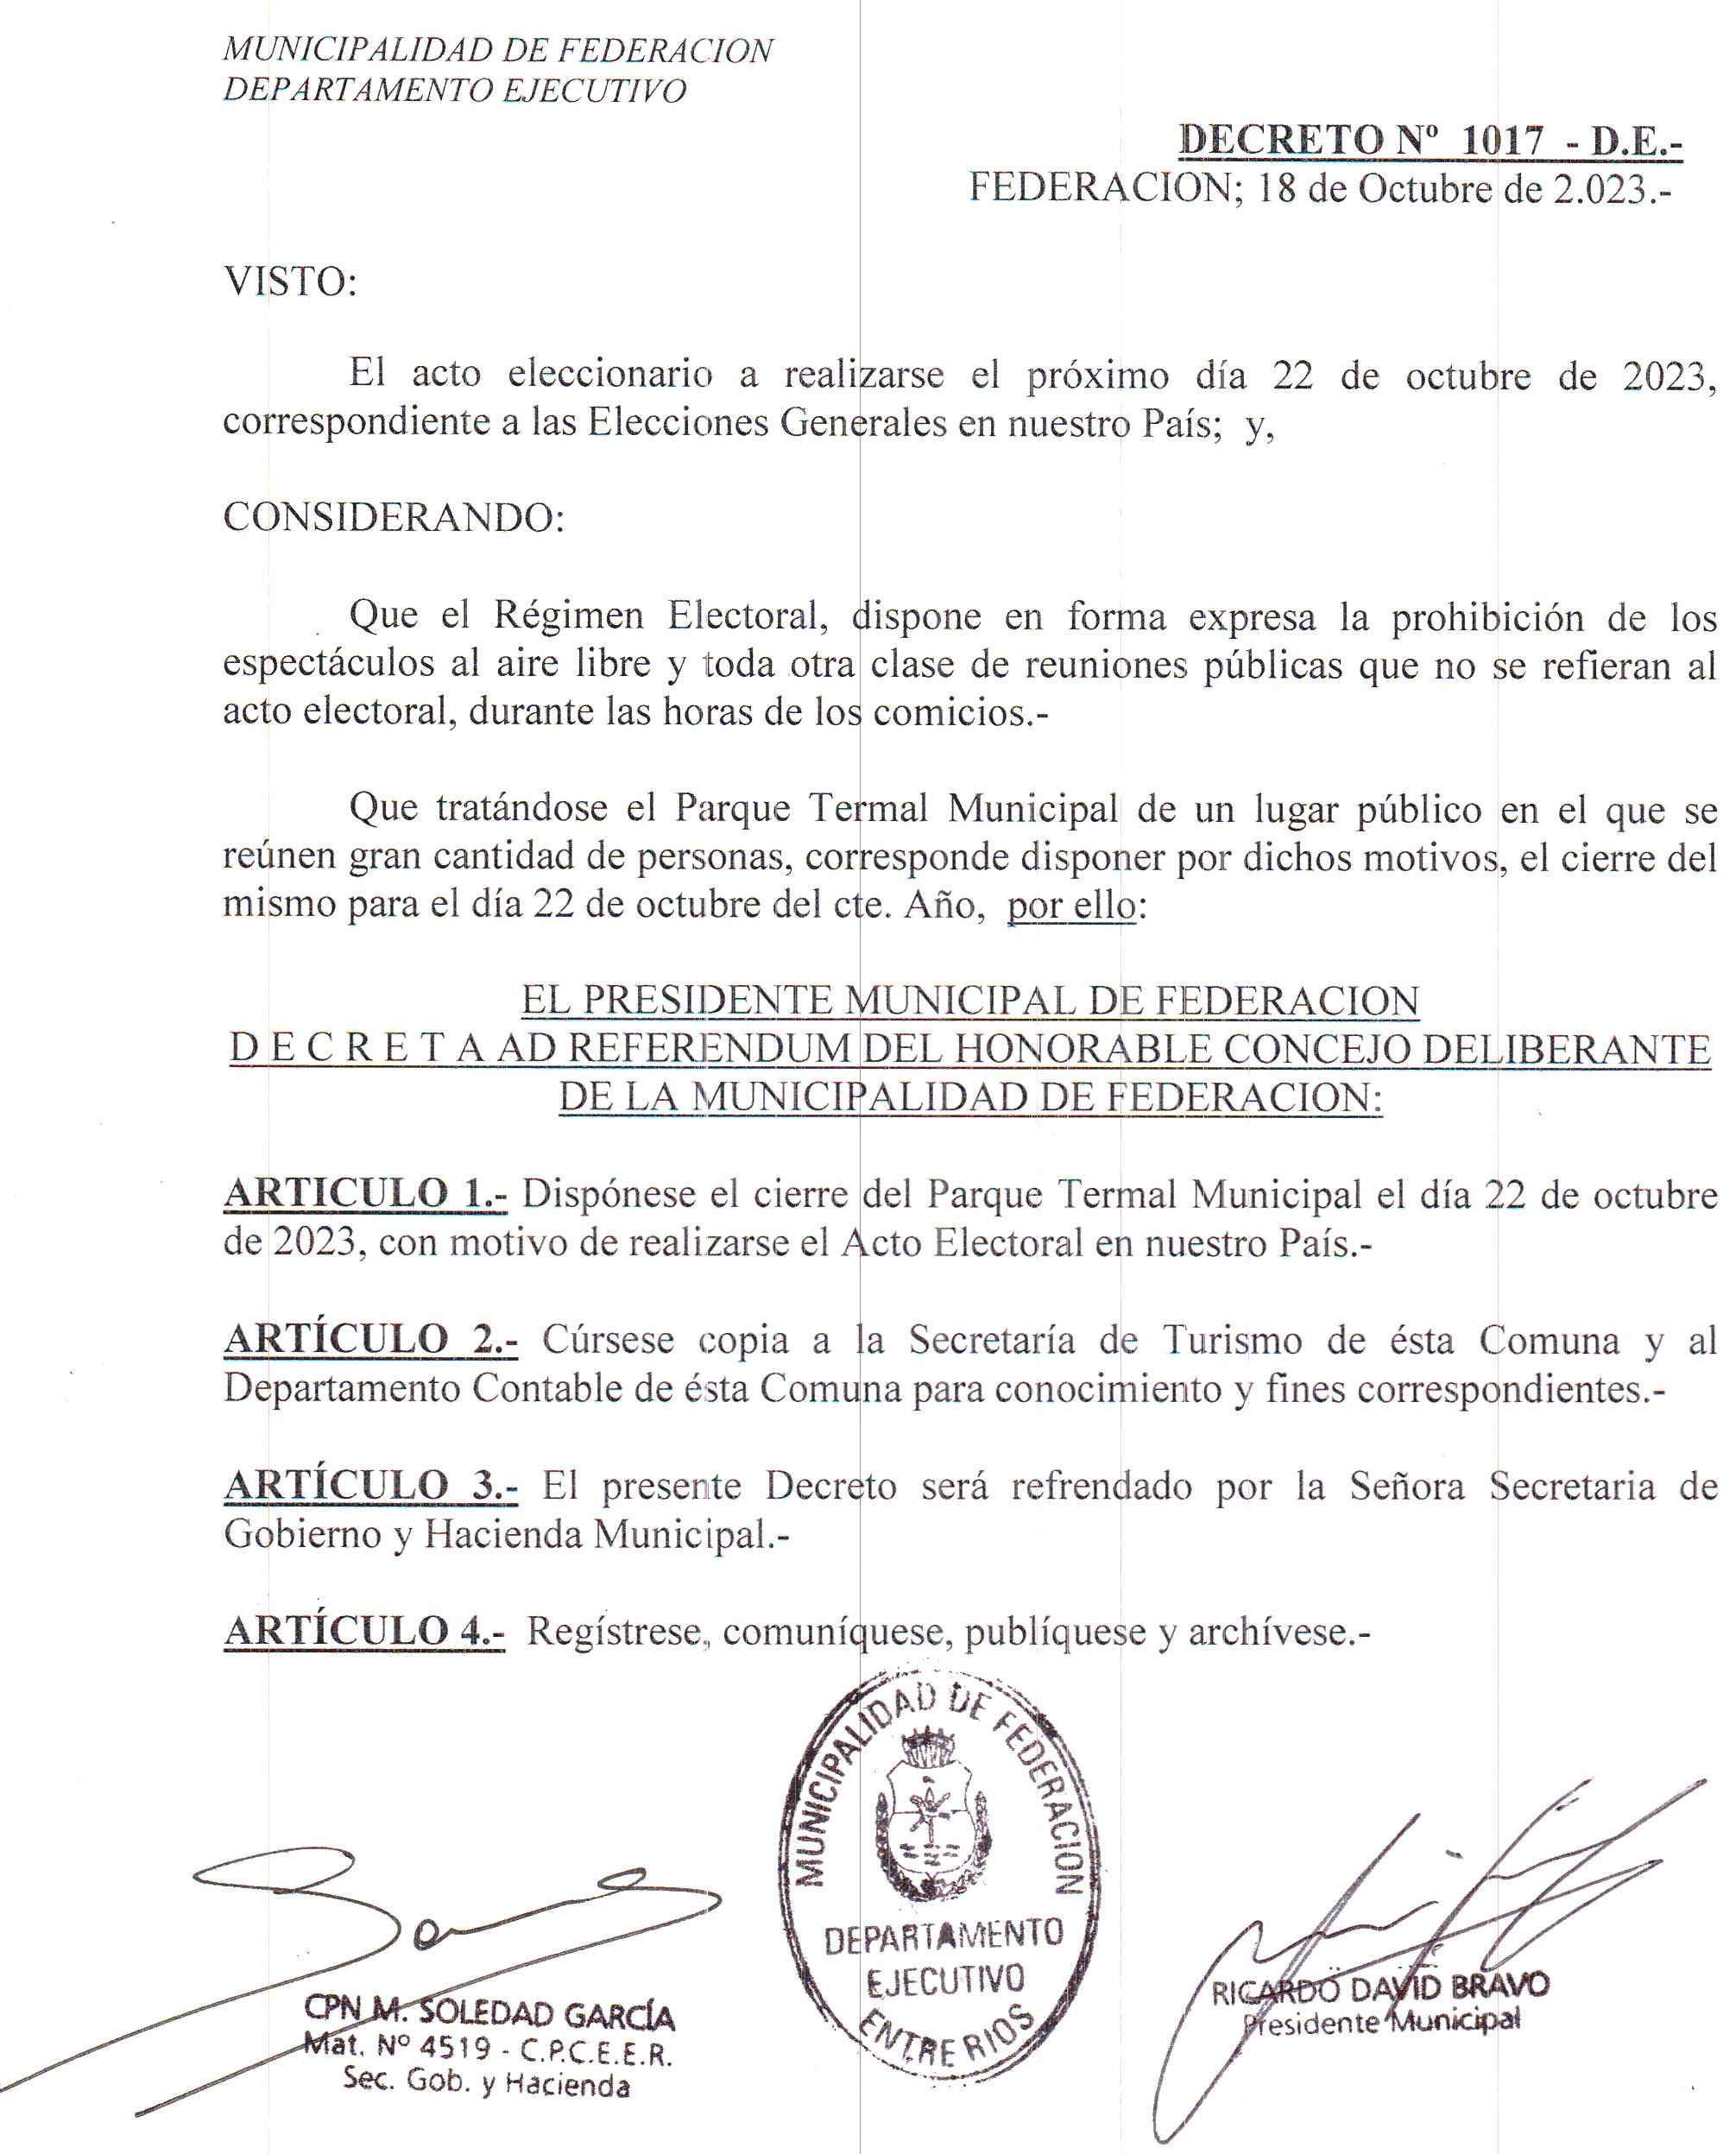 MUNICIPALIDAD DE FEDERACION
DEPARTAMENTO EJECUTIVO
DECRETO Nº 1017 - D.E.-
FEDERACION; 18 de Octubre de 2.023.-
VISTO:
El acto eleccionario a realizarse el próximo día 22 de octubre de 2023,
correspondiente a las Elecciones Generales en nuestro País; y,
CONSIDERANDO:
Que el Régimen Electoral, dispone en forma expresa la prohibición de los
espectáculos al aire libre y toda otra clase de reuniones públicas que no se refieran al
acto electoral, durante las horas de los comicios.-
Que tratándose el Parque Termal Municipal de un lugar público en el que se
reúnen gran cantidad de personas, corresponde disponer por dichos motivos, el cierre del
mismo para el día 22 de octubre del cte. Año, por ello:
EL PRESIDENTE MUNICIPAL DE FEDERACION
D E C R E T A AD REFERENDUM DEL HONORABLE CONCEJO DELIBERANTE
DE LA MUNICIPALIDAD DE FEDERACION:
ARTICULO 1.- Dispónese el cierre del Parque Termal Municipal el día 22 de octubre
de 2023, con motivo de realizarse el Acto Electoral en nuestro País.-
ARTÍCULO 2.- Cúrsese copia a la Secretaría de Turismo de ésta Comuna y al
Departamento Contable de ésta Comuna para conocimiento y fines correspondientes.-
ARTÍCULO 3.- El presente Decreto será refrendado por la Señora Secretaria de
Gobierno y Hacienda Municipal.-
ARTÍCULO 4.- Regístrese, comuníquese, publíquese y archívese.-
MUNICIPALIDAD DE FEDERACION
DEPARTAMENTO
EJECUTIVO
ENTRE RIOS
CPN M. SOLEDAD GARCÍA
Mat. Nº 4519 - C.P.C.E.E.R.
Sec. Gob. y Hacienda
RICARDO DAVID BRAVO
Presidente Municipal